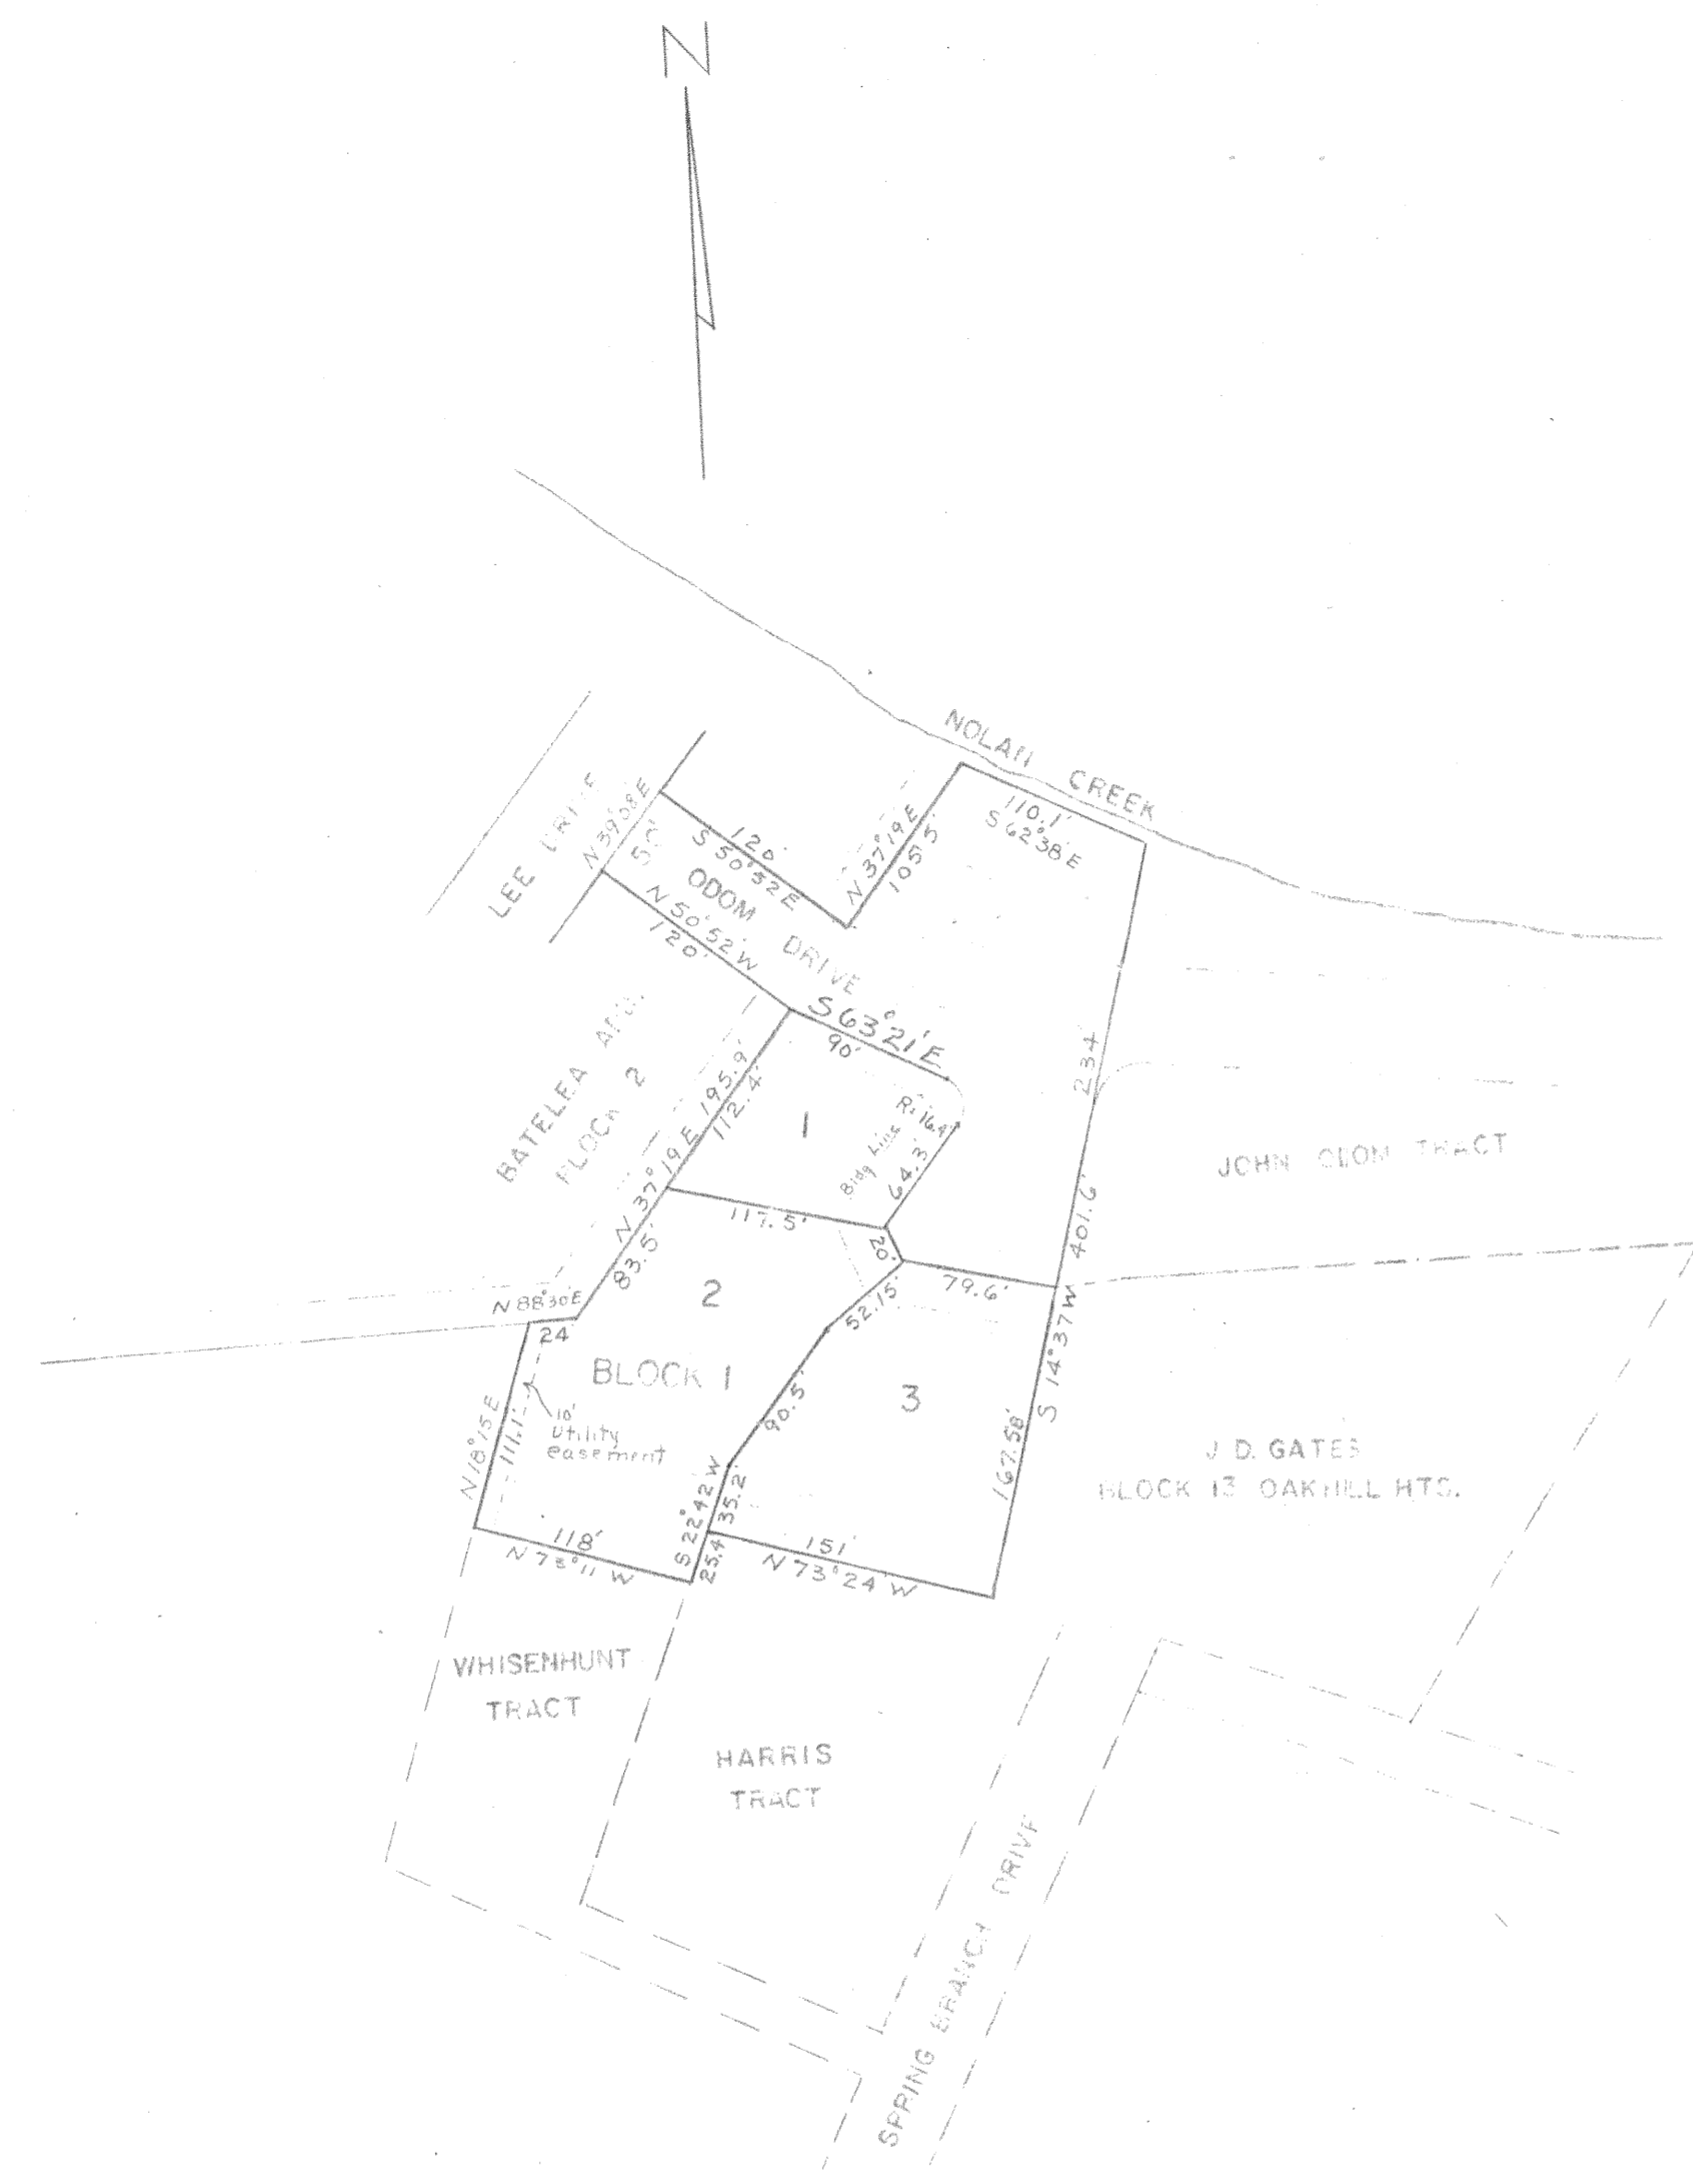 N
NOLAN CREEK
110.1'
S 62°38'E
N 37°19'E
105.5'
LEE DRIVE
N 39°08'E
50'
120'
S 50°52'E
ODOM DRIVE
N 50°52'W
120'
S 63°21'E
90'
BATELEA
BLOCK 2
N 37°19'E 195.9'
112.4'
83.5'
1
R. 16.4
Bldg Line
64.3'
117.5'
20'
234'
JOHN ODOM TRACT
S 14°37'W 401.6'
79.6'
52.15'
N 88°30'E
24'
2
BLOCK 1
3
90.5'
10'
Utility
easement
N 18°15'E
111.1'
167.58'
J. D. GATES
BLOCK 13 OAKHILL HTS.
S 22°42'W
35.2'
25.4
118'
N 73°11'W
151'
N 73°24'W
WHISENHUNT
TRACT
HARRIS
TRACT
SPRING BRANCH DRIVE